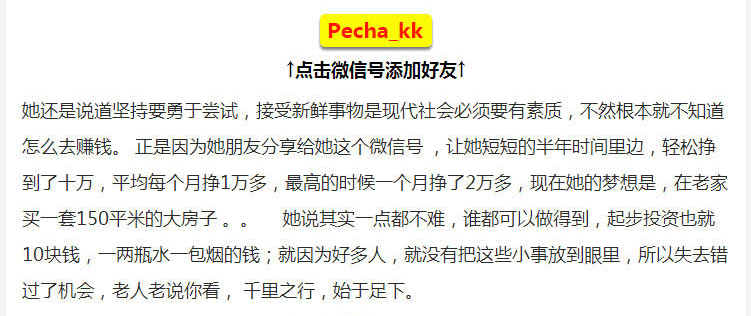 Pecha_kk
↑点击微信号添加好友↑
她还是说道坚持要勇于尝试，接受新鲜事物是现代社会必须要有素质，不然根本就不知道
怎么去赚钱。 正是因为她朋友分享给她这个微信号 ，让她短短的半年时间里边，轻松挣
到了十万，平均每个月挣1万多，最高的时候一个月挣了2万多，现在她的梦想是，在老家
买一套150平米的大房子 。。 她说其实一点都不难，谁都可以做得到，起步投资也就
10块钱，一两瓶水一包烟的钱；就因为好多人，就没有把这些小事放到眼里，所以失去错
过了机会，老人老说你看， 千里之行，始于足下。